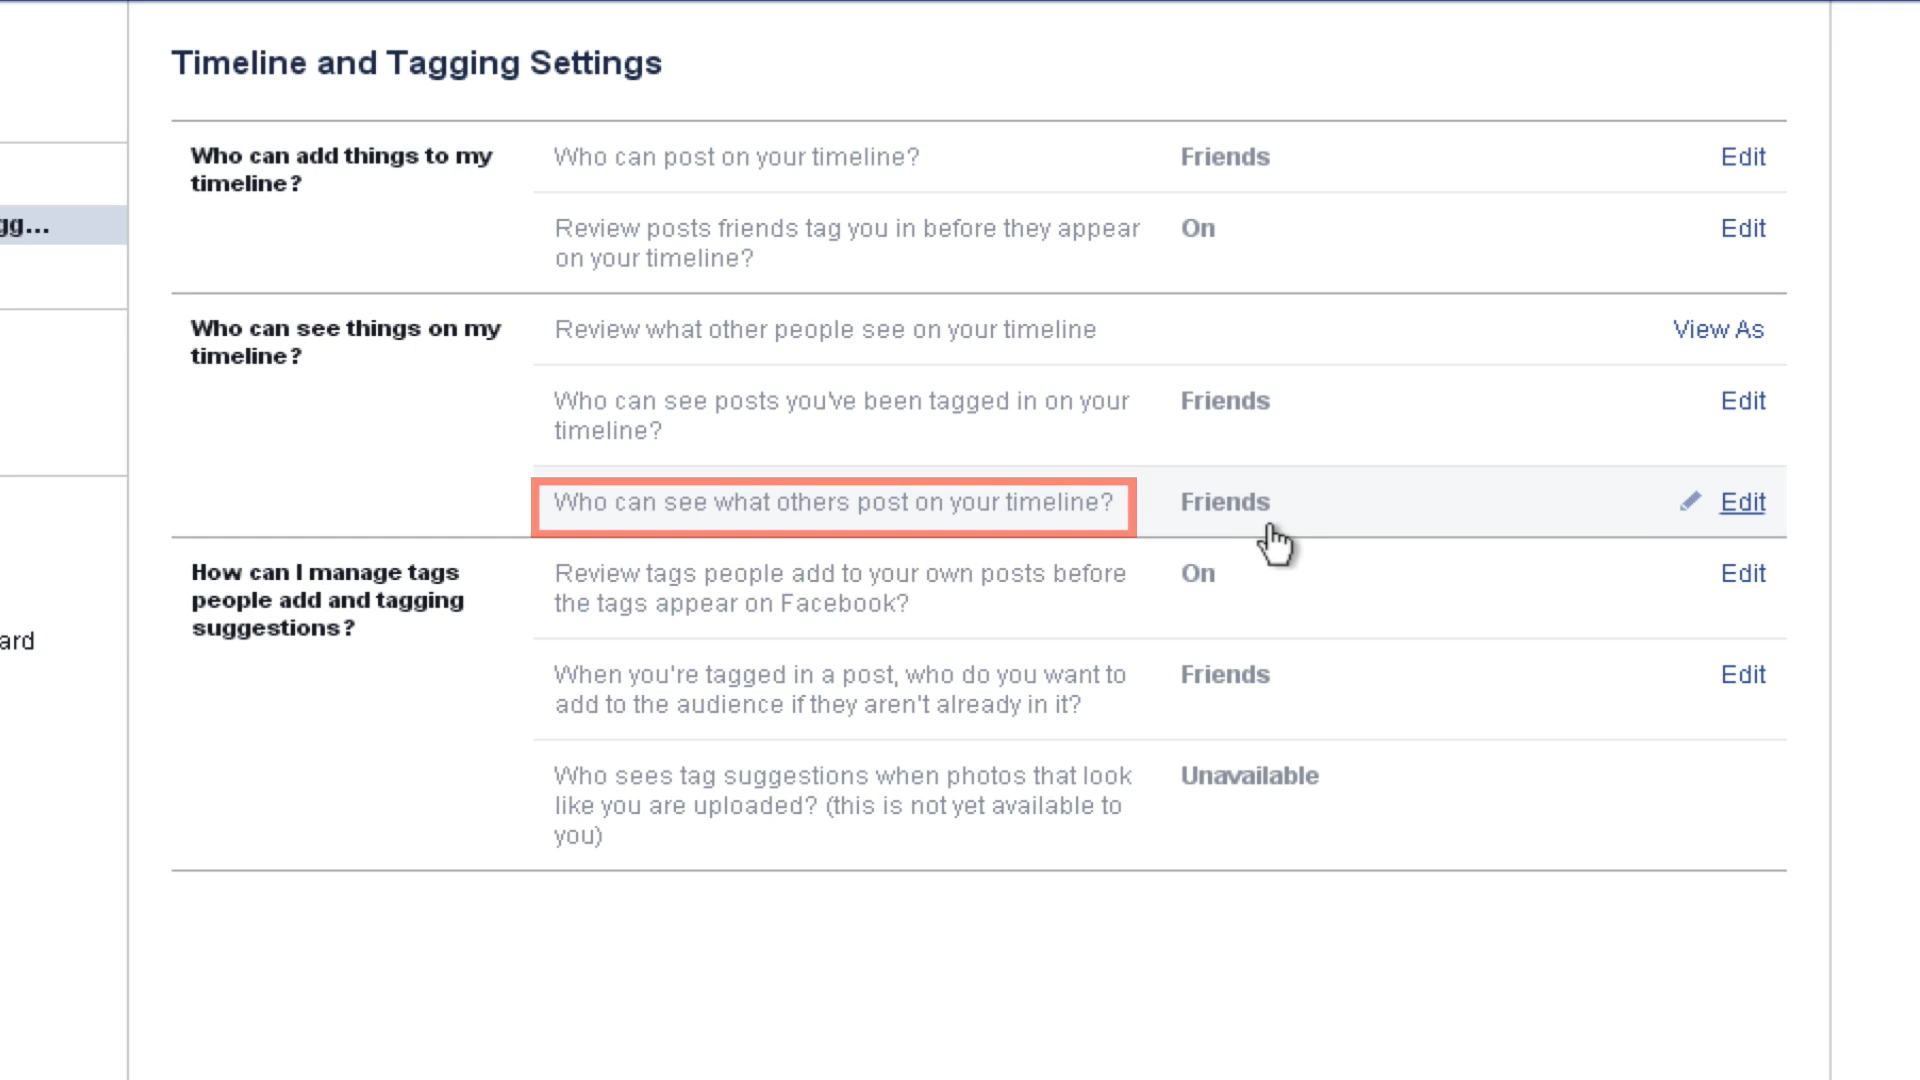 Timeline and Tagging Settings
Who can add things to my
timeline?
Who can post on your timeline?
Friends
Edit
Review posts friends tag you in before they appear
on your timeline?
On
Edit
gg...
Who can see things on my
timeline?
Review what other people see on your timeline
View As
Who can see posts you've been tagged in on your
timeline?
Friends
Edit
Who can see what others post on your timeline?
Friends
Edit
How can I manage tags
people add and tagging
suggestions?
Review tags people add to your own posts before
the tags appear on Facebook?
On
Edit
ard
When you're tagged in a post, who do you want to
add to the audience if they aren't already in it?
Friends
Edit
Who sees tag suggestions when photos that look
like you are uploaded? (this is not yet available to
you)
Unavailable